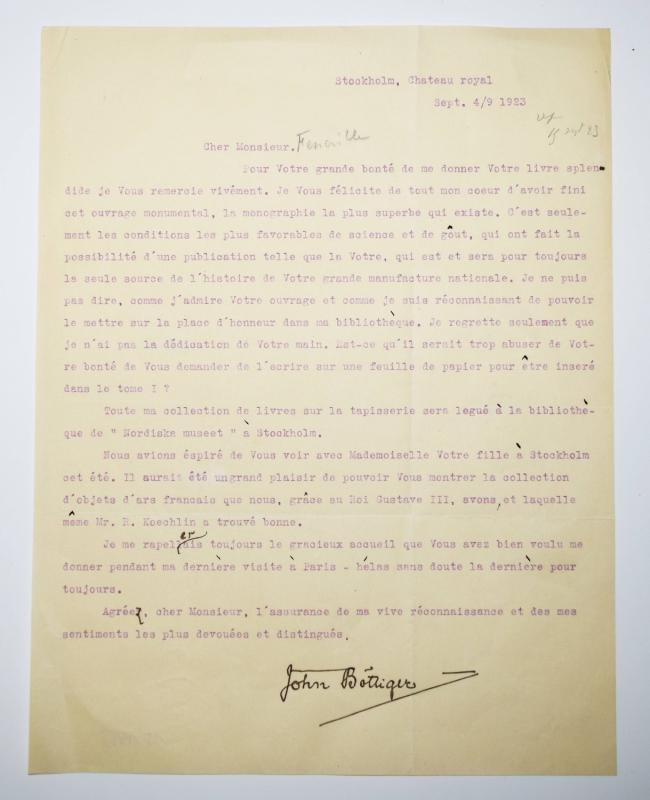 Stockholm, Chateau royal
Sept. 4/9 1923
15 sept 23
Cher Monsieur. Fenaille
Pour Votre grande bonté de me donner Votre livre splen-
dide je Vous remercie vivément. Je Vous félicite de tout mon coeur d'avoir fini
cet ouvrage monumental, la monographie la plus superbe qui existe. C'est seule-
ment les conditions les plus favorables de science et de goût, qui ont fait la
possibilité d'une publication telle que la Votre, qui est et sera pour toujours
la seule source de l'histoire de Votre grande manufacture nationale. Je ne puis
pas dire, comme j'admire Votre ouvrage et comme je suis réconnaissant de pouvoir
le mettre sur la place d'honneur dans ma bibliothèque. Je regrette seulement que
je n'ai pas la dédication de Votre main. Est-ce qu'il serait trop abuser de Vot-
re bonté de Vous demander de l'écrire sur une feuille de papier pour être inseré
dans le tome I ?
Toute ma collection de livres sur la tapisserie sera legué à la bibliothè-
que de " Nordiska museet " à Stockholm.
Nous avions éspiré de Vous voir avec Mademoiselle Votre fille à Stockholm
cet été. Il aurait été ungrand plaisir de pouvoir Vous montrer la collection
d'objets d'ars francais que nous, grâce au Roi Gustave III, avons, et laquelle
même Mr. R. Koechlin a trouvé bonne.
Je me rapellais toujours le gracieux accueil que Vous avez bien voulu me
donner pendant ma dernière visite à Paris - hélas sans doute la dernière pour
toujours.
Agréez, cher Monsieur, l'assurance de ma vive réconnaissance et des mes
sentiments les plus devouées et distingués.
John Böttiger